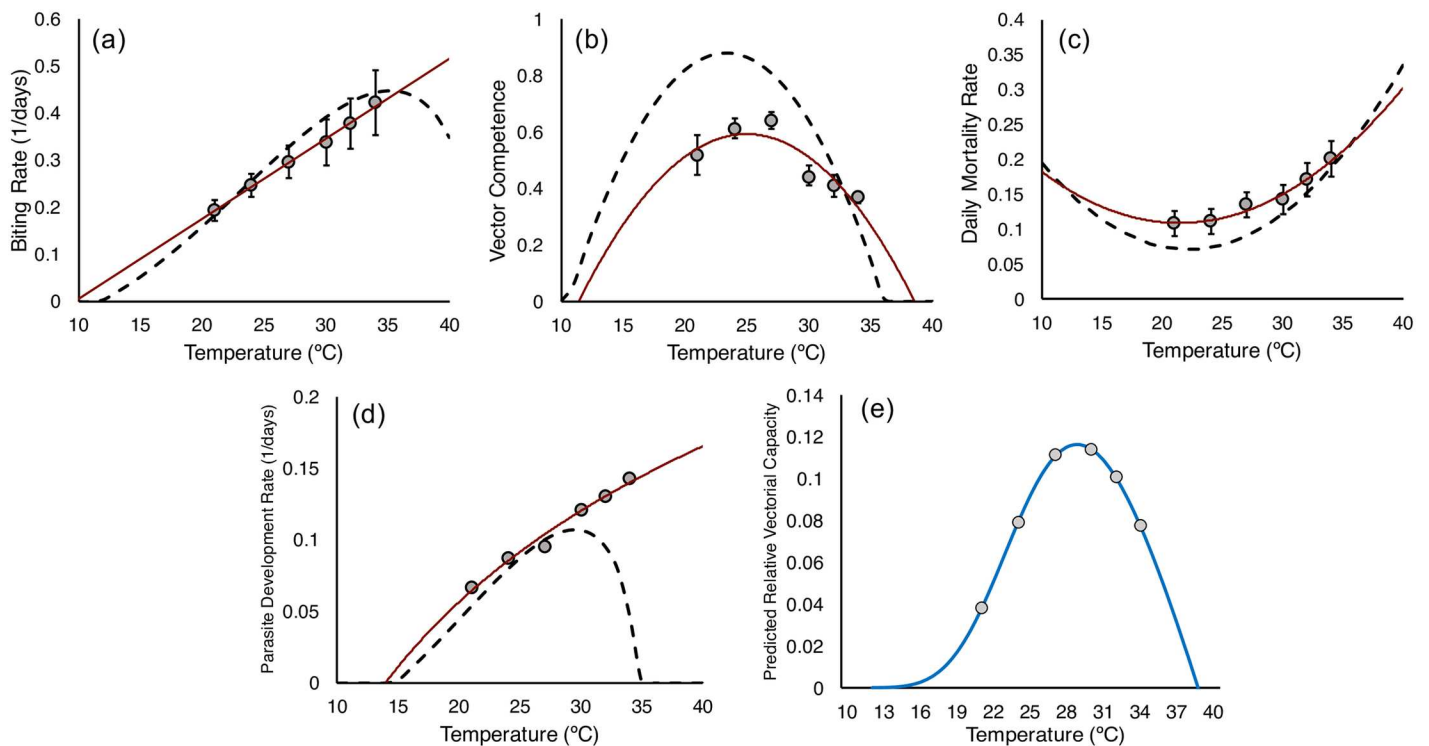 (a)
Biting Rate (1/days)
0.6
0.5
0.4
0.3
0.2
0.1
0
10 15 20 25 30 35 40
Temperature (ºC)
(b)
Vector Competence
1
0.8
0.6
0.4
0.2
0
10 15 20 25 30 35 40
Temperature (ºC)
(c)
Daily Mortality Rate
0.4
0.35
0.3
0.25
0.2
0.15
0.1
0.05
0
10 15 20 25 30 35 40
Temperature (ºC)
(d)
Parasite Development Rate (1/days)
0.2
0.15
0.1
0.05
0
10 15 20 25 30 35 40
Temperature (ºC)
(e)
Predicted Relative Vectorial Capacity
0.14
0.12
0.1
0.08
0.06
0.04
0.02
0
10 13 16 19 22 25 28 31 34 37 40
Temperature (ºC)